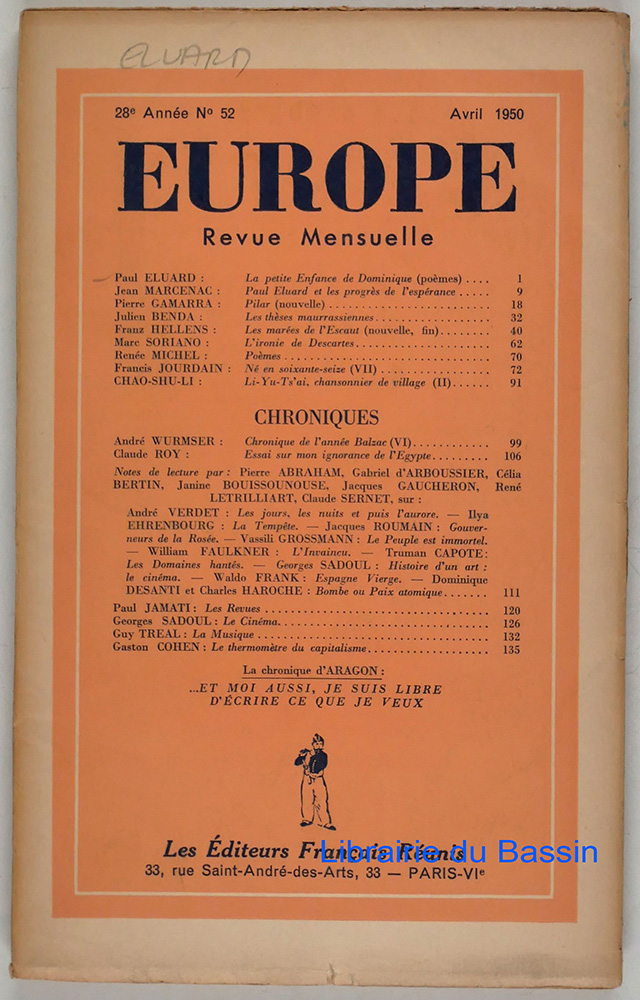 ELUARD
28e Année No 52 Avril 1950
EUROPE
Revue Mensuelle
Paul ELUARD : La petite Enfance de Dominique (poèmes) .... 1
Jean MARCENAC : Paul Eluard et les progrès de l'espérance ..... 9
Pierre GAMARRA : Pilar (nouvelle) ........................ 18
Julien BENDA : Les thèses maurrassiennes.................. 32
Franz HELLENS : Les marées de l'Escaut (nouvelle, fin)........ 40
Marc SORIANO : L'ironie de Descartes...................... 62
Renée MICHEL : Poèmes .................................. 70
Francis JOURDAIN : Né en soixante-seize (VII) ................ 72
CHAO-SHU-LI : Li-Yu-Ts'ai, chansonnier de village (II)...... 91
CHRONIQUES
André WURMSER : Chronique de l'année Balzac (VI)............ 99
Claude ROY : Essai sur mon ignorance de l'Egypte......... 106
Notes de lecture par : Pierre ABRAHAM, Gabriel d'ARBOUSSIER, Célia
BERTIN, Janine BOUISSOUNOUSE, Jacques GAUCHERON, René
LETRILLIART, Claude SERNET, sur :
André VERDET : Les jours, les nuits et puis l'aurore. — Ilya
EHRENBOURG : La Tempête. — Jacques ROUMAIN : Gouver-
neurs de la Rosée. — Vassili GROSSMANN : Le Peuple est immortel.
— William FAULKNER : L'Invaincu. — Truman CAPOTE :
Les Domaines hantés. — Georges SADOUL : Histoire d'un art :
le cinéma. — Waldo FRANK : Espagne Vierge. — Dominique
DESANTI et Charles HAROCHE : Bombe ou Paix atomique....... 111
Paul JAMATI : Les Revues .................................. 120
Georges SADOUL : Le Cinéma................................ 126
Guy TREAL : La Musique .................................. 132
Gaston COHEN : Le thermomètre du capitalisme................... 135
La chronique d'ARAGON :
...ET MOI AUSSI, JE SUIS LIBRE
D'ÉCRIRE CE QUE JE VEUX
Les Éditeurs Français Réunis
Librairie du Bassin
33, rue Saint-André-des-Arts, 33 — PARIS-VIe